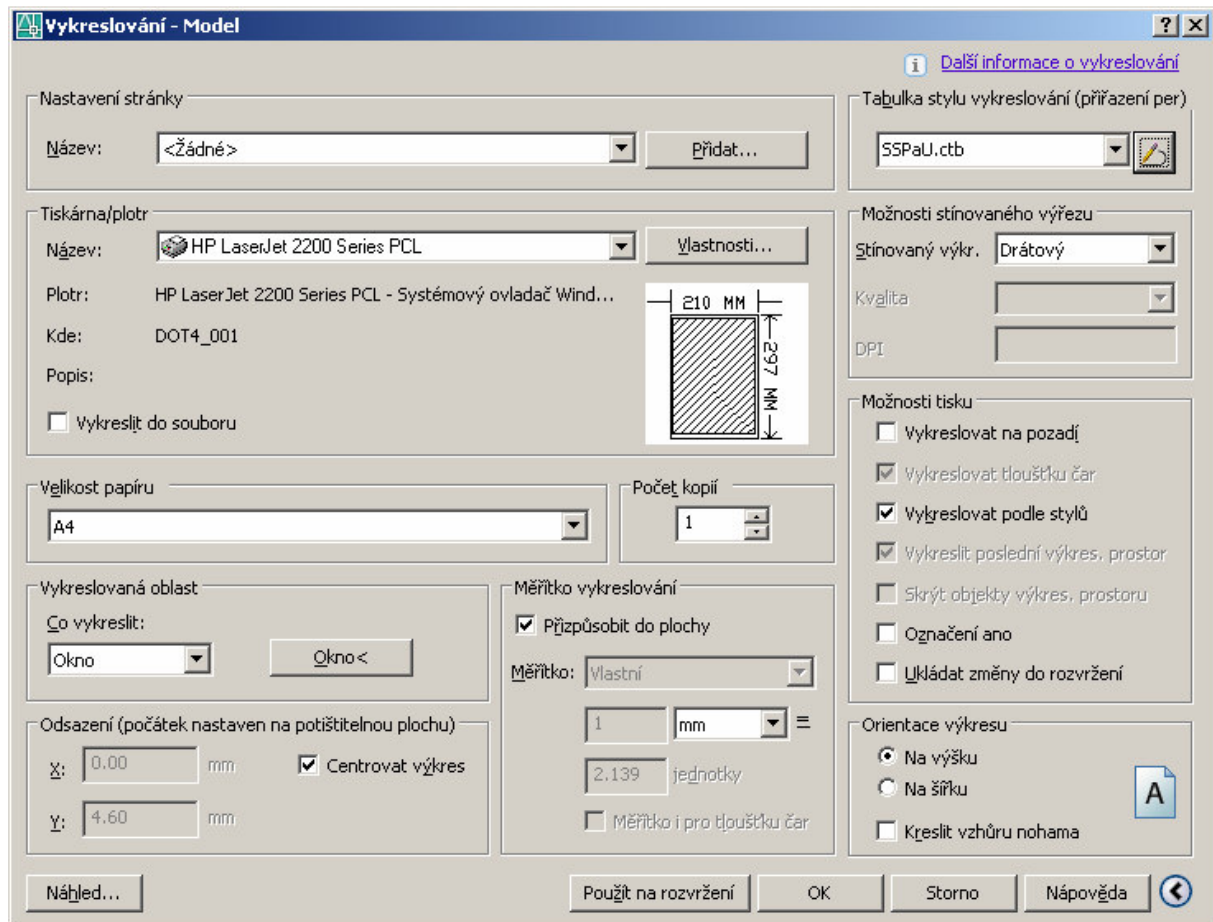 Vykreslování - Model
Další informace o vykreslování
Nastavení stránky
Název: <Žádné> Přidat...
Tabulka stylu vykreslování (přiřazení per)
SSPaU.ctb
Tiskárna/plotr
Název: HP LaserJet 2200 Series PCL Vlastnosti...
Plotr: HP LaserJet 2200 Series PCL - Systémový ovladač Wind...
Kde: DOT4_001
Popis:
Vykreslit do souboru
210 MM
297 MM
Možnosti stínovaného výřezu
Stínovaný výkr. Drátový
Kvalita
DPI
Velikost papíru
A4
Počet kopií
1
Možnosti tisku
Vykreslovat na pozadí
Vykreslovat tloušťku čar
Vykreslovat podle stylů
Vykreslit poslední výkres. prostor
Skrýt objekty výkres. prostoru
Označení ano
Ukládat změny do rozvržení
Vykreslovaná oblast
Co vykreslit:
Okno Okno<
Měřítko vykreslování
Přizpůsobit do plochy
Měřítko: Vlastní
1 mm =
2.139 jednotky
Měřítko i pro tloušťku čar
Odsazení (počátek nastaven na potištitelnou plochu)
X: 0.00 mm Centrovat výkres
Y: 4.60 mm
Orientace výkresu
Na výšku
Na šířku
Kreslit vzhůru nohama
A
Náhled... Použít na rozvržení OK Storno Nápověda